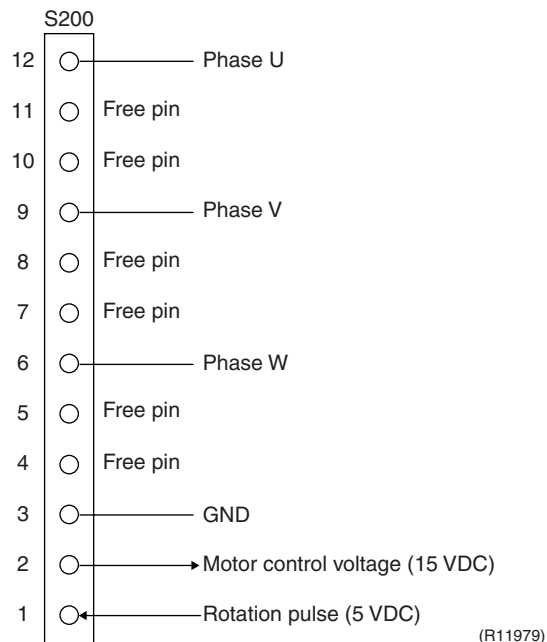 S200
12 Phase U
11 Free pin
10 Free pin
9 Phase V
8 Free pin
7 Free pin
6 Phase W
5 Free pin
4 Free pin
3 GND
2 Motor control voltage (15 VDC)
1 Rotation pulse (5 VDC)
(R11979)